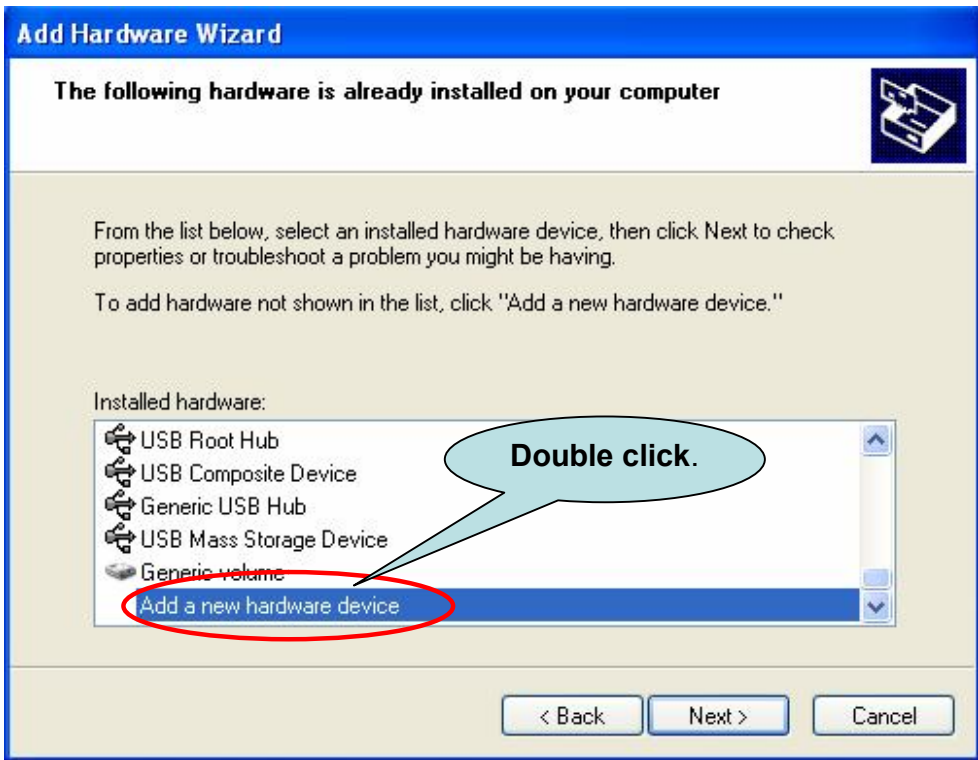 Add Hardware Wizard
The following hardware is already installed on your computer
From the list below, select an installed hardware device, then click Next to check
properties or troubleshoot a problem you might be having.
To add hardware not shown in the list, click "Add a new hardware device."
Installed hardware:
USB Root Hub
USB Composite Device
Generic USB Hub
USB Mass Storage Device
Generic volume
Add a new hardware device
Double click.
< Back
Next >
Cancel